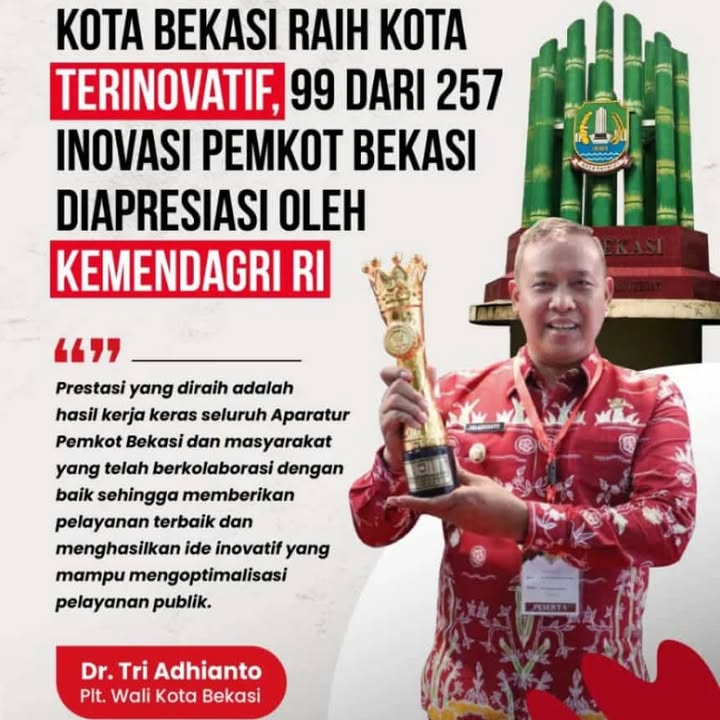 KOTA BEKASI RAIH KOTA
TERINOVATIF, 99 DARI 257
INOVASI PEMKOT BEKASI
DIAPRESIASI OLEH
KEMENDAGRI RI
EKASI
Prestasi yang diraih adalah
hasil kerja keras seluruh Aparatur
Pemkot Bekasi dan masyarakat
yang telah berkolaborasi dengan
baik sehingga memberikan
pelayanan terbaik dan
menghasilkan ide inovatif yang
mampu mengoptimalisasi
pelayanan publik.
PESERTA
Dr. Tri Adhianto
Plt. Wali Kota Bekasi